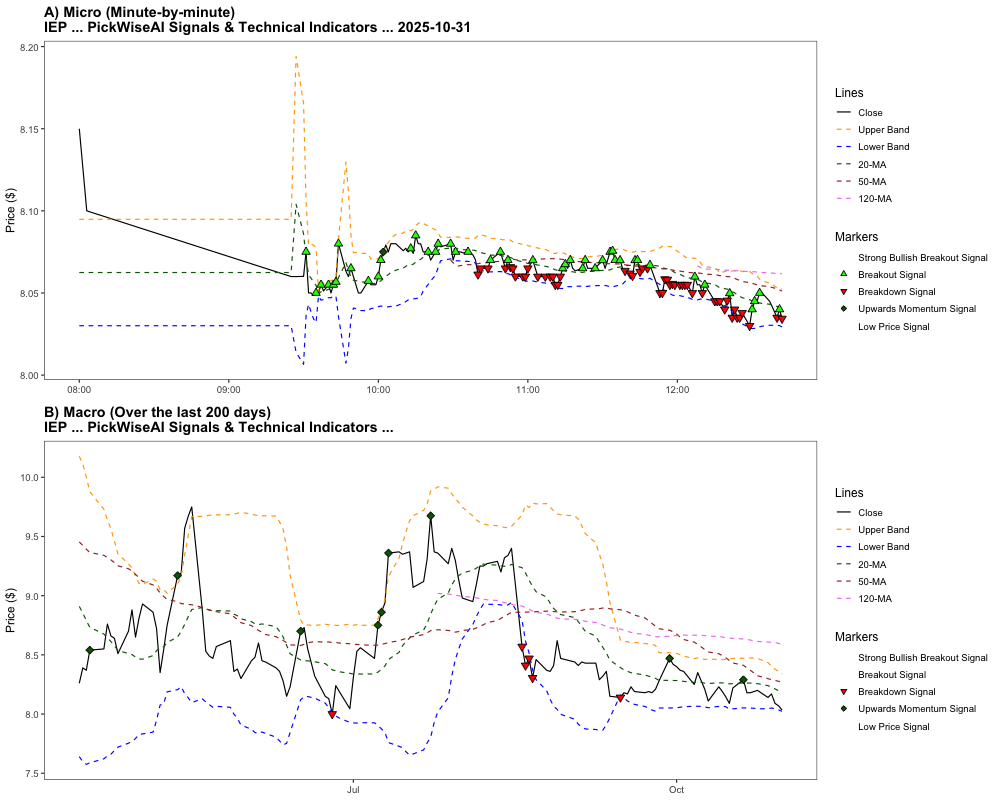 A) Micro (Minute-by-minute)
IEP ... PickWiseAI Signals & Technical Indicators ... 2025-10-31
Price ($)
8.20
8.15
8.10
8.05
8.00
08:00
09:00
10:00
11:00
12:00
Lines
Close
Upper Band
Lower Band
20-MA
50-MA
120-MA
Markers
Strong Bullish Breakout Signal
Breakout Signal
Breakdown Signal
Upwards Momentum Signal
Low Price Signal
B) Macro (Over the last 200 days)
IEP ... PickWiseAI Signals & Technical Indicators ...
Price ($)
10.0
9.5
9.0
8.5
8.0
7.5
Jul
Oct
Lines
Close
Upper Band
Lower Band
20-MA
50-MA
120-MA
Markers
Strong Bullish Breakout Signal
Breakout Signal
Breakdown Signal
Upwards Momentum Signal
Low Price Signal